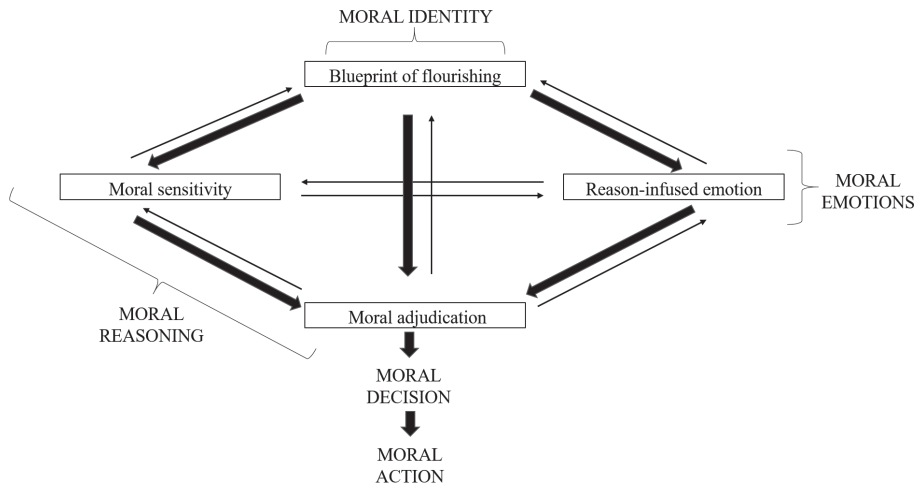 MORAL IDENTITY
Blueprint of flourishing
Moral sensitivity
Reason-infused emotion
MORAL
EMOTIONS
MORAL
REASONING
Moral adjudication
MORAL
DECISION
MORAL
ACTION